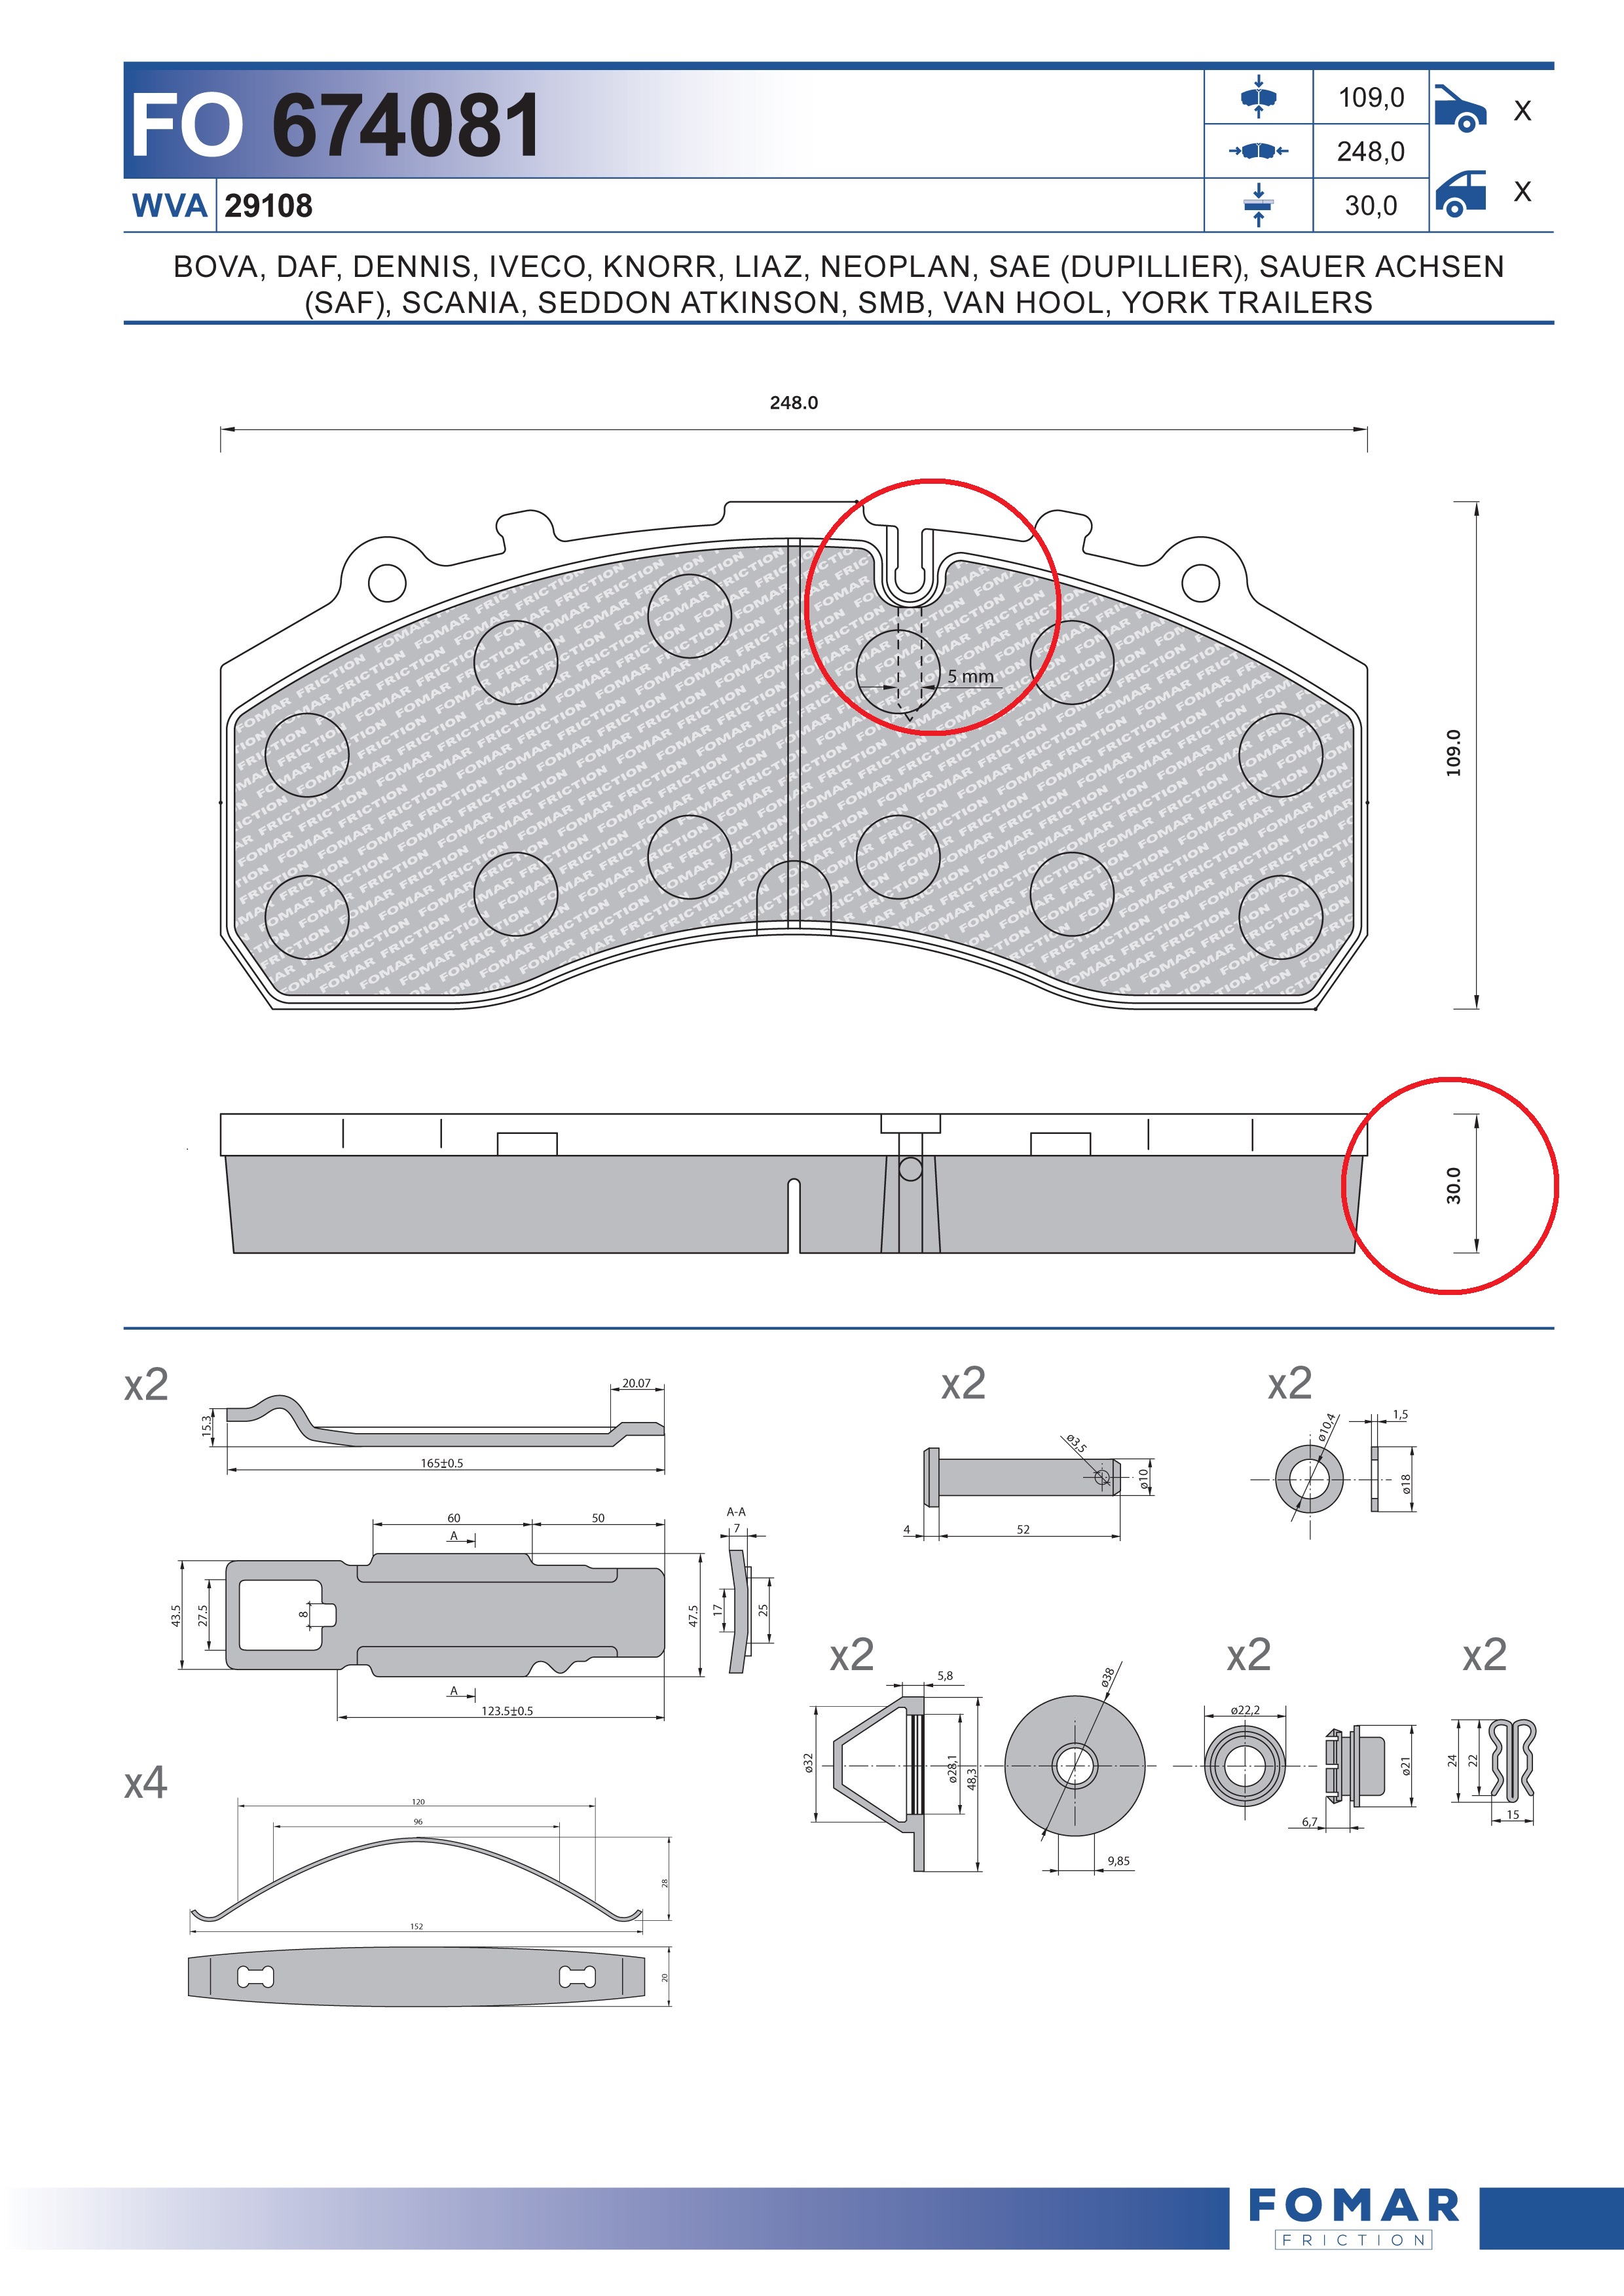 FO 674081
109,0
X
248,0
WVA 29108
30,0
X
BOVA, DAF, DENNIS, IVECO, KNORR, LIAZ, NEOPLAN, SAE (DUPILLIER), SAUER ACHSEN
(SAF), SCANIA, SEDDON ATKINSON, SMB, VAN HOOL, YORK TRAILERS
248.0
FOMAR FRICTION
5 mm
109.0
30.0
x2
20.07
15.3
165±0.5
x2
ø3,5
ø10
4
52
x2
ø10,4
1,5
ø18
60
50
A
A-A
7
43.5
27.5
8
47.5
17
25
A
123.5±0.5
x2
5,8
ø38
ø32
ø28,1
48,3
9,85
x2
ø22,2
ø21
6,7
x2
24
22
15
x4
120
96
28
152
20
FOMAR
FRICTION